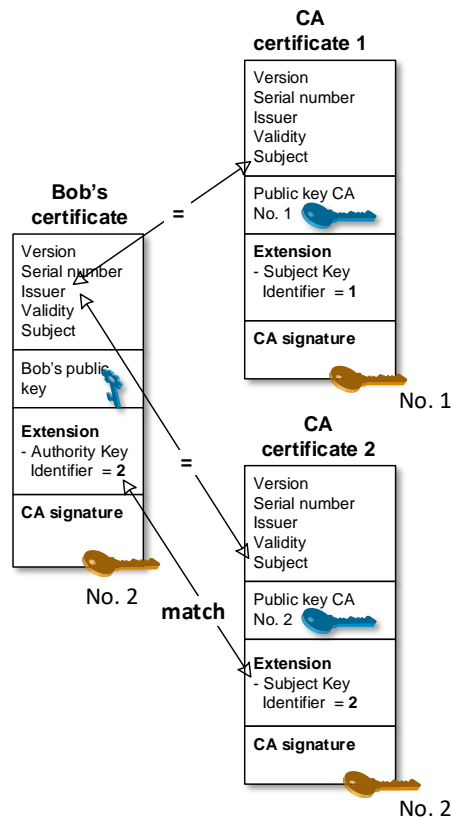 CA
certificate 1
Version
Serial number
Issuer
Validity
Subject
Public key CA
No. 1
Extension
- Subject Key
Identifier = 1
CA signature
No. 1
=
Bob's
certificate
Version
Serial number
Issuer
Validity
Subject
Bob's public
key
Extension
- Authority Key
Identifier = 2
CA signature
No. 2
=
match
CA
certificate 2
Version
Serial number
Issuer
Validity
Subject
Public key CA
No. 2
Extension
- Subject Key
Identifier = 2
CA signature
No. 2